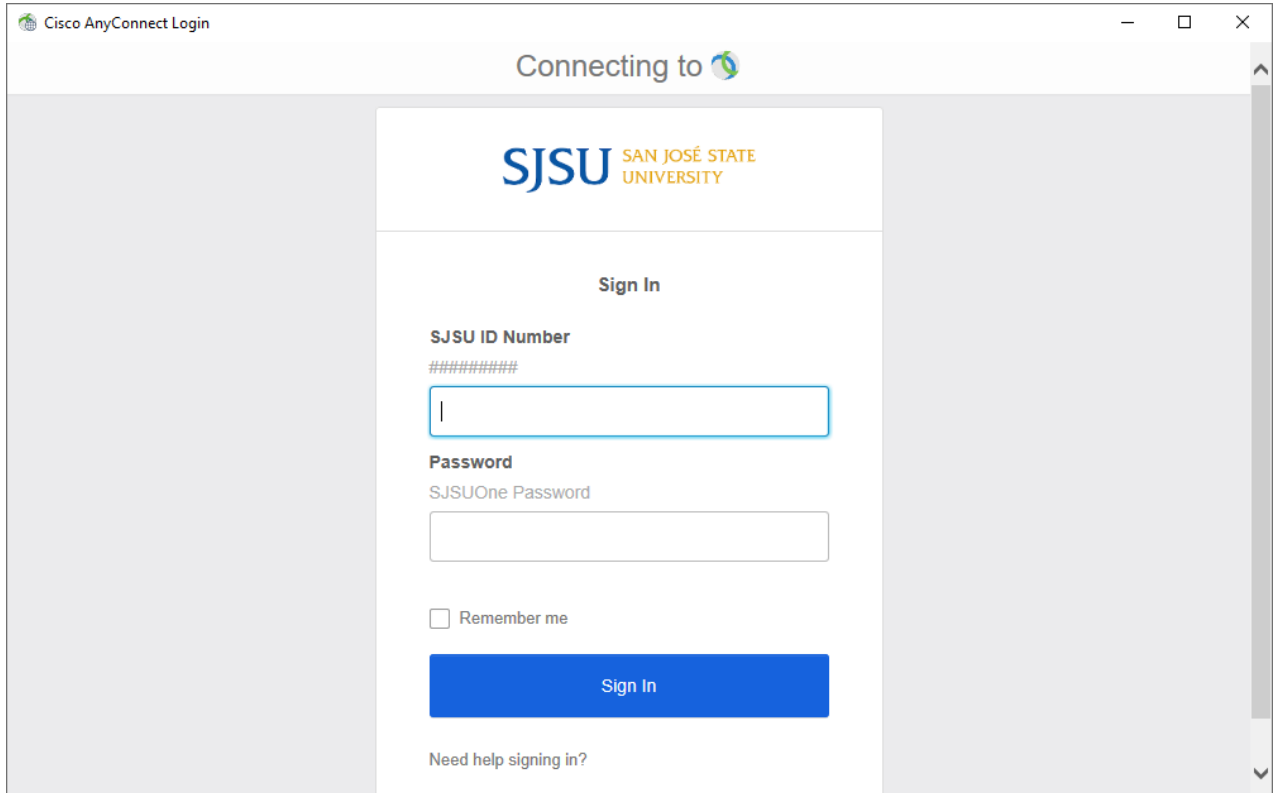 Cisco AnyConnect Login
Connecting to
SJSU SAN JOSÉ STATE
UNIVERSITY
Sign In
SJSU ID Number
#########
Password
SJSUOne Password
Remember me
Sign In
Need help signing in?